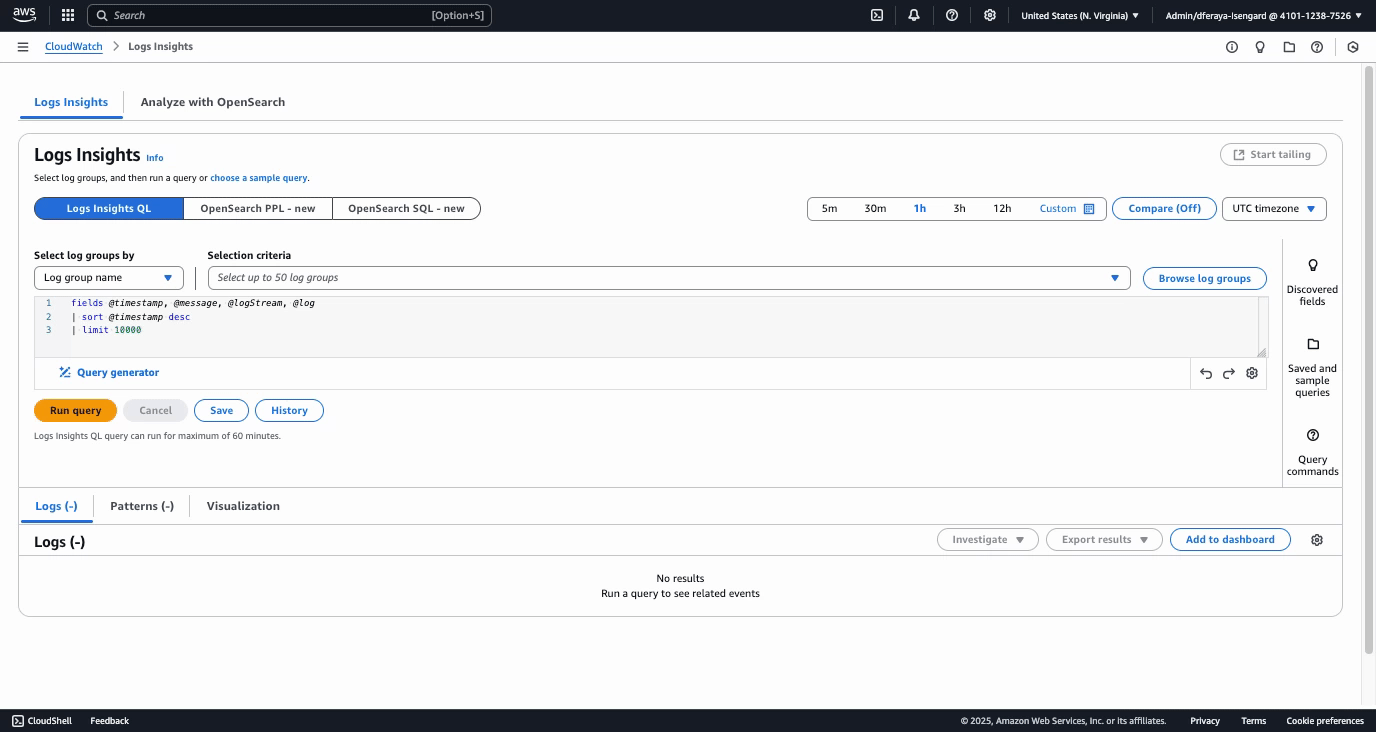 aws
Search [Option+S]
United States (N. Virginia)
Admin/dferaya-Isengard @ 4101-1238-7526
CloudWatch > Logs Insights
Logs Insights
Analyze with OpenSearch
Logs Insights Info
Start tailing
Select log groups, and then run a query or choose a sample query.
Logs Insights QL
OpenSearch PPL - new
OpenSearch SQL - new
5m 30m 1h 3h 12h Custom
Compare (Off)
UTC timezone
Select log groups by
Selection criteria
Log group name
Select up to 50 log groups
Browse log groups
1 fields @timestamp, @message, @logStream, @log
2 | sort @timestamp desc
3 | limit 10000
Query generator
Discovered
fields
Saved and
sample
queries
Query
commands
Run query
Cancel
Save
History
Logs Insights QL query can run for maximum of 60 minutes.
Logs (-)
Patterns (-)
Visualization
Logs (-)
Investigate
Export results
Add to dashboard
No results
Run a query to see related events
CloudShell
Feedback
© 2025, Amazon Web Services, Inc. or its affiliates.
Privacy
Terms
Cookie preferences